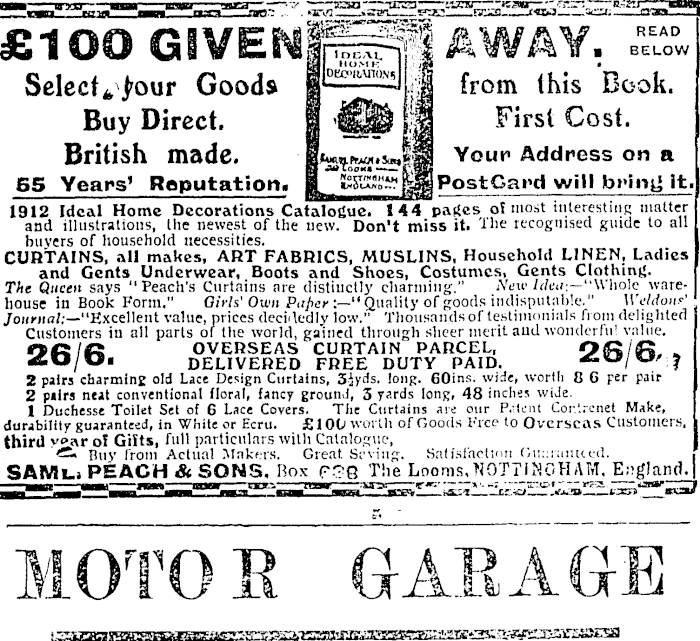 £100 GIVEN AWAY. READ BELOW
IDEAL
HOME
DECORATIONS
SAML. PEACH & SONS
THE LOOMS
NOTTINGHAM
ENGLAND
Select your Goods from this Book.
Buy Direct. First Cost.
British made. Your Address on a
55 Years' Reputation. PostCard will bring it.
1912 Ideal Home Decorations Catalogue. 144 pages of most interesting matter
and illustrations, the newest of the new. Don't miss it. The recognised guide to all
buyers of household necessities.
CURTAINS, all makes, ART FABRICS, MUSLINS, Household LINEN, Ladies
and Gents Underwear, Boots and Shoes, Costumes, Gents Clothing.
The Queen says "Peach's Curtains are distinctly charming." New Idea:—"Whole ware-
house in Book Form." Girls' Own Paper:—"Quality of goods indisputable." Weldons'
Journal:—"Excellent value, prices decidedly low." Thousands of testimonials from delighted
Customers in all parts of the world, gained through sheer merit and wonderful value.
26/6. OVERSEAS CURTAIN PARCEL, 26/6.
DELIVERED FREE DUTY PAID.
2 pairs charming old Lace Design Curtains, 3½yds. long. 60ins. wide, worth 8 6 per pair
2 pairs neat conventional floral, fancy ground, 3 yards long, 48 inches wide.
1 Duchesse Toilet Set of 6 Lace Covers. The Curtains are our Patent Contrenet Make,
durability guaranteed, in White or Ecru. £100 worth of Goods Free to Overseas Customers,
third year of Gifts, full particulars with Catalogue,
Buy from Actual Makers. Great Saving. Satisfaction Guaranteed.
SAML. PEACH & SONS, Box The Looms, NOTTINGHAM, England.
MOTOR GARAGE